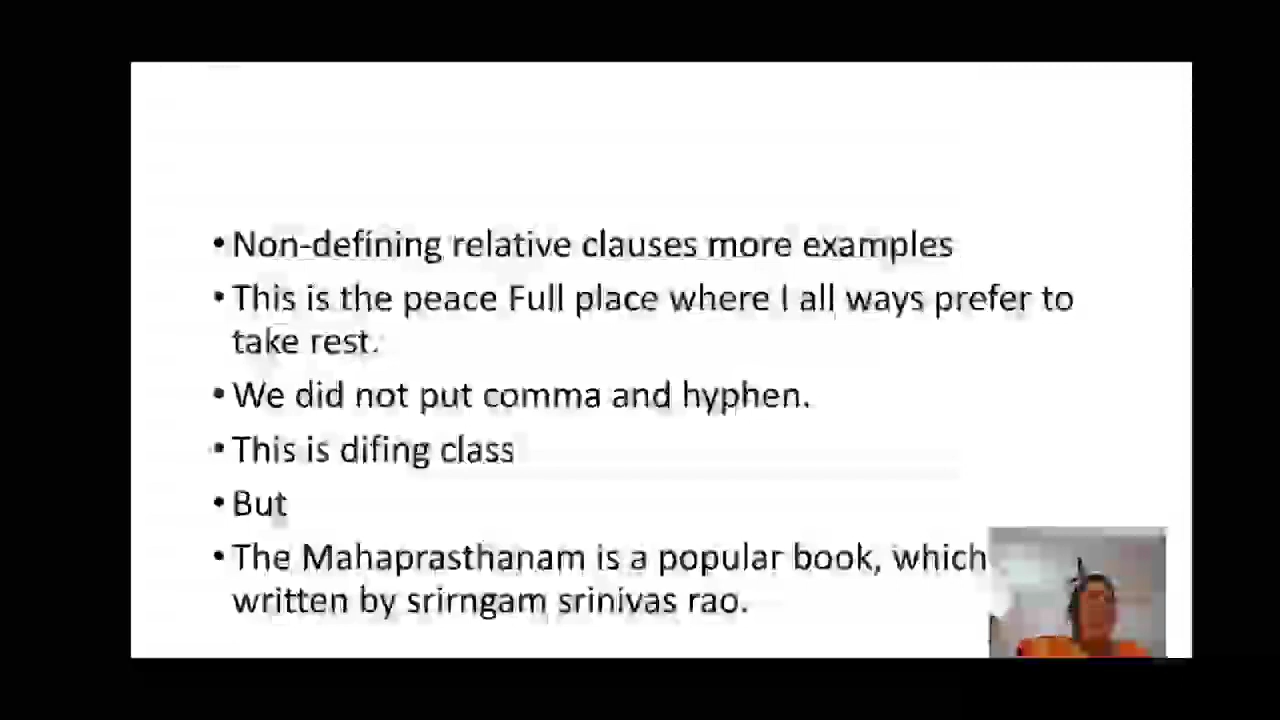 • Non-defining relative clauses more examples
• This is the peace Full place where I all ways prefer to
take rest.
• We did not put comma and hyphen.
• This is difing class
• But
• The Mahaprasthanam is a popular book, which
written by srirngam srinivas rao.